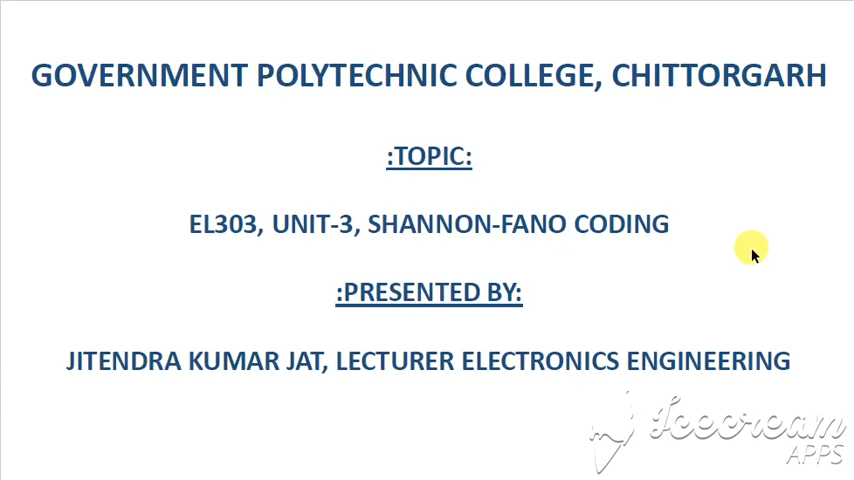 GOVERNMENT POLYTECHNIC COLLEGE, CHITTORGARH
:TOPIC:
EL303, UNIT-3, SHANNON-FANO CODING
:PRESENTED BY:
JITENDRA KUMAR JAT, LECTURER ELECTRONICS ENGINEERING
Icecream
APPS